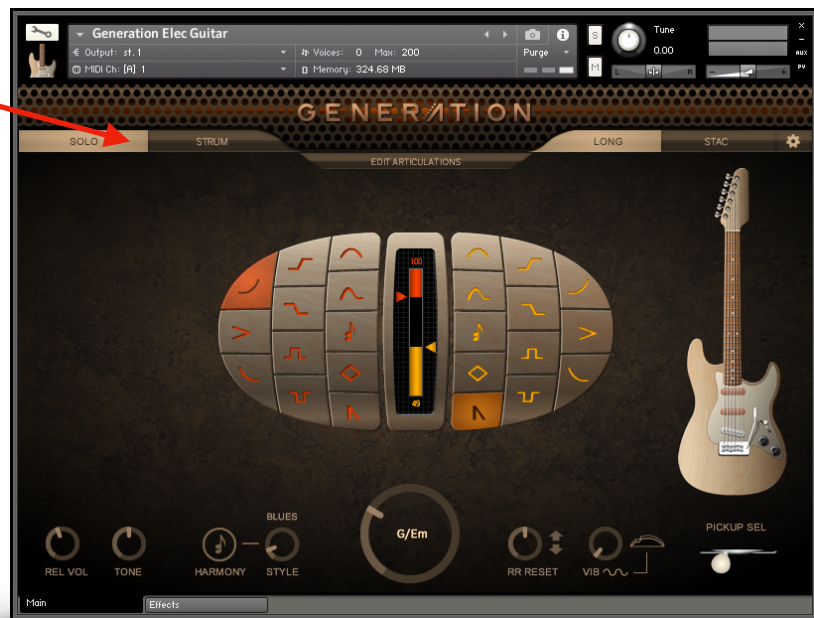 Generation Elec Guitar
Output: st. 1
Voices: 0 Max: 200
Purge
MIDI Ch: [A] 1
Memory: 324.68 MB
S
M
Tune
0.00
L
R
-
+
×
–
AUX
PV
GENERATION
SOLO
STRUM
LONG
STAC
EDIT ARTICULATIONS
100
49
BLUES
G/Em
PICKUP SEL
REL VOL
TONE
HARMONY
STYLE
RR RESET
VIB
Main
Effects